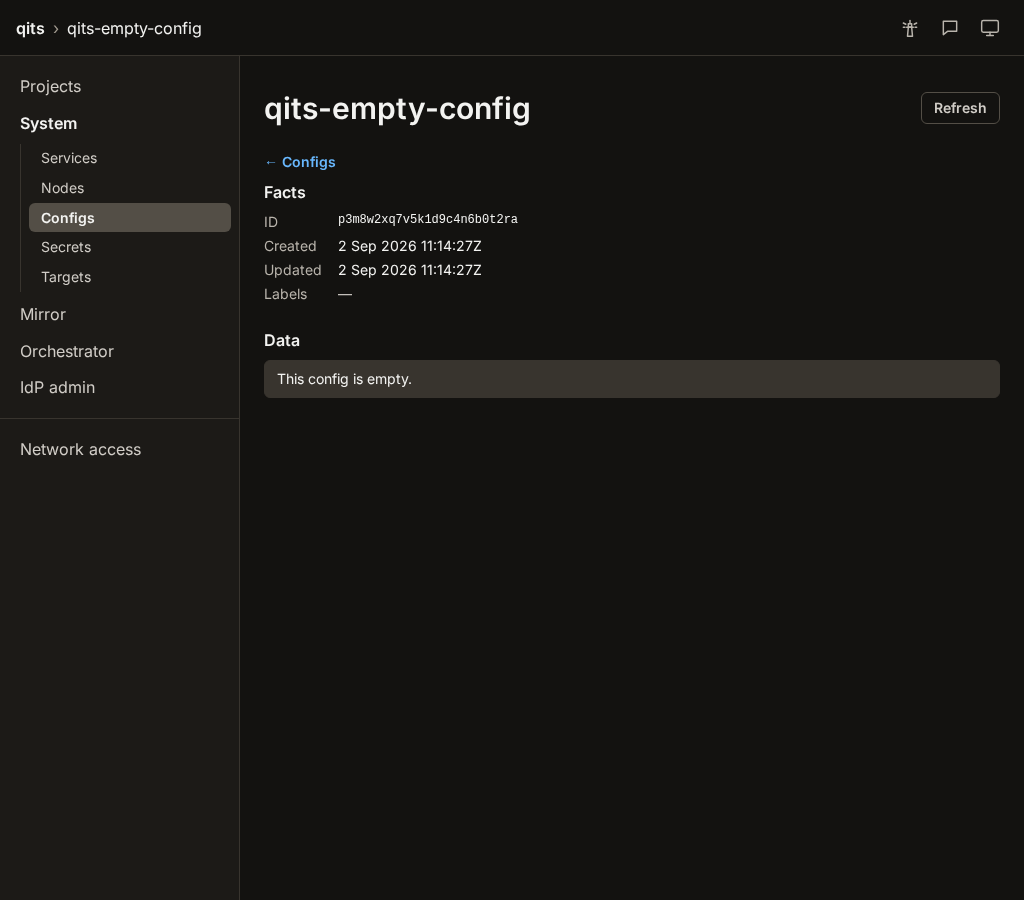 qits › qits-empty-config
Projects
System
Services
Nodes
Configs
Secrets
Targets
Mirror
Orchestrator
IdP admin
Network access
qits-empty-config
Refresh
← Configs
Facts
ID p3m8w2xq7v5k1d9c4n6b0t2ra
Created 2 Sep 2026 11:14:27Z
Updated 2 Sep 2026 11:14:27Z
Labels —
Data
This config is empty.